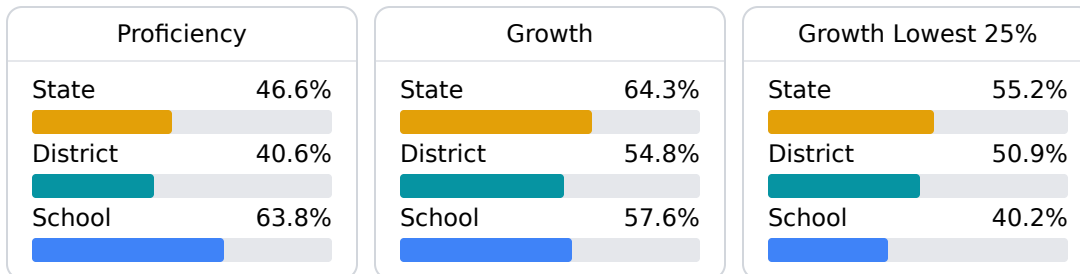 Proficiency
State 46.6%
District 40.6%
School 63.8%
Growth
State 64.3%
District 54.8%
School 57.6%
Growth Lowest 25%
State 55.2%
District 50.9%
School 40.2%